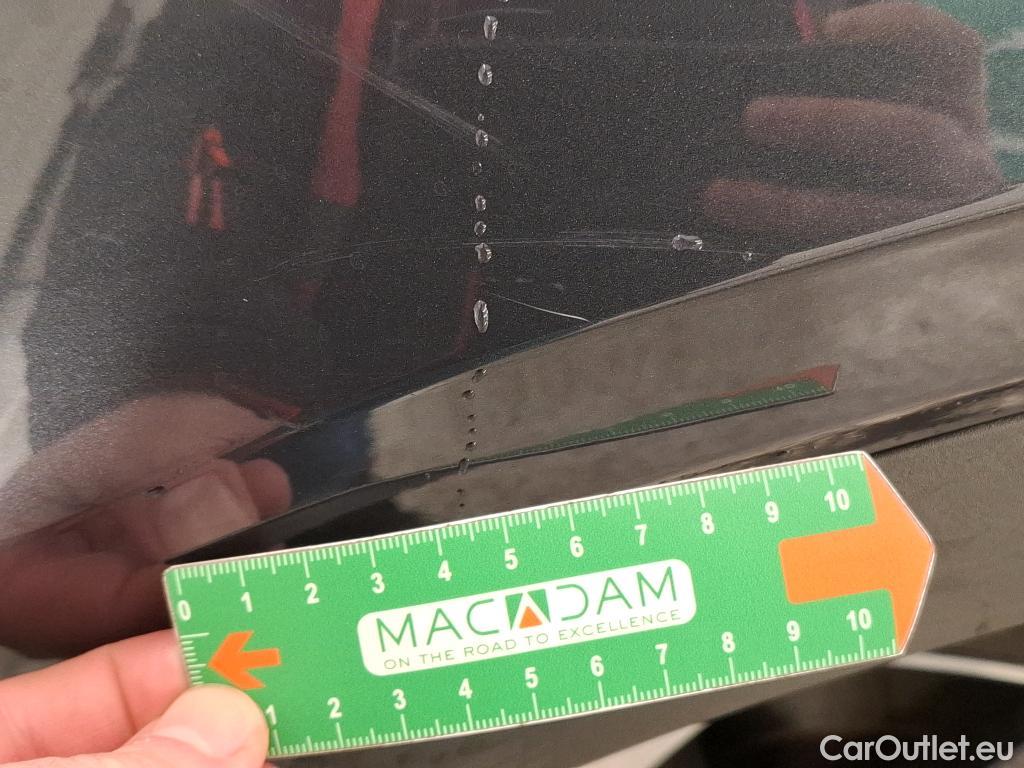 0 1 2 3 4 5 6 7 8 9 10
MACADAM
ON THE ROAD TO EXCELLENCE
1 2 3 4 5 6 7 8 9 10
CarOutlet.eu